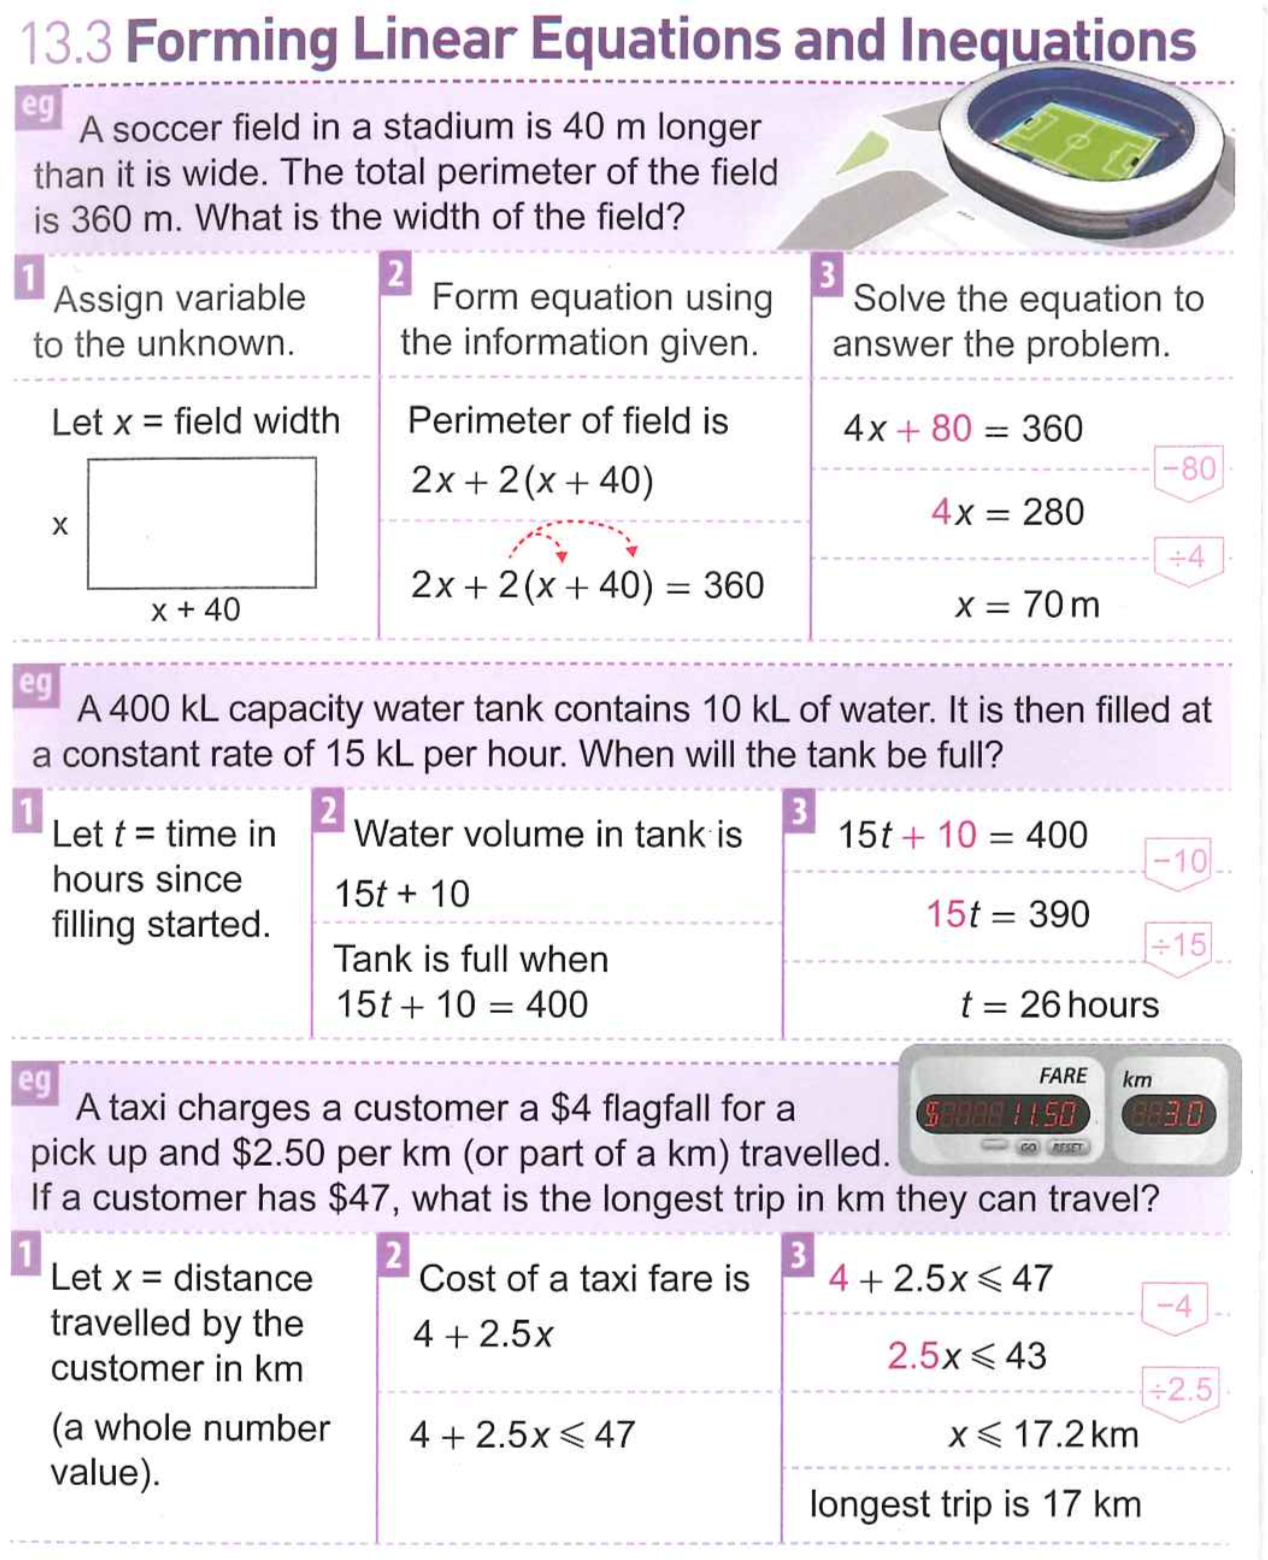 13.3 Forming Linear Equations and Inequations
eg
A soccer field in a stadium is 40 m longer
than it is wide. The total perimeter of the field
is 360 m. What is the width of the field?
1
Assign variable
to the unknown.
Let x = field width
x
x + 40
2
Form equation using
the information given.
Perimeter of field is
2x + 2(x + 40)
2x + 2(x + 40) = 360
3
Solve the equation to
answer the problem.
4x + 80 = 360
−80
4x = 280
÷4
x = 70 m
eg
A 400 kL capacity water tank contains 10 kL of water. It is then filled at
a constant rate of 15 kL per hour. When will the tank be full?
1
Let t = time in
hours since
filling started.
2
Water volume in tank is
15t + 10
Tank is full when
15t + 10 = 400
3
15t + 10 = 400
−10
15t = 390
÷15
t = 26 hours
eg
A taxi charges a customer a $4 flagfall for a
pick up and $2.50 per km (or part of a km) travelled.
If a customer has $47, what is the longest trip in km they can travel?
FARE
$ 11.50
GO RESET
km
3.0
1
Let x = distance
travelled by the
customer in km
(a whole number
value).
2
Cost of a taxi fare is
4 + 2.5x
4 + 2.5x ⩽ 47
3
4 + 2.5x ⩽ 47
−4
2.5x ⩽ 43
÷2.5
x ⩽ 17.2 km
longest trip is 17 km